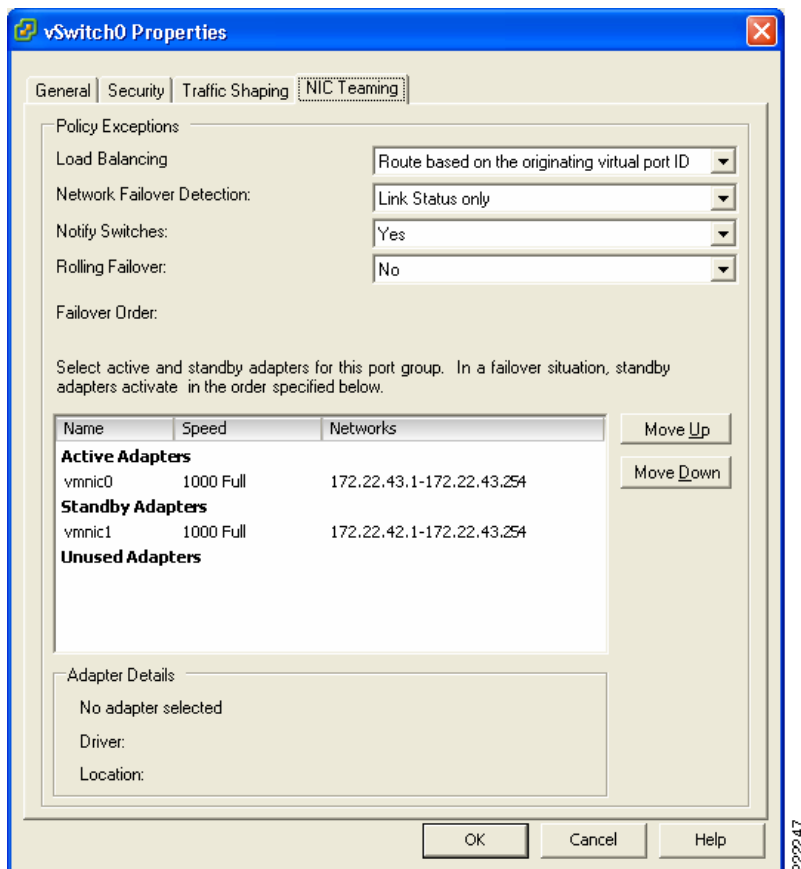 vSwitch0 Properties
General Security Traffic Shaping NIC Teaming
Policy Exceptions
Load Balancing Route based on the originating virtual port ID
Network Failover Detection: Link Status only
Notify Switches: Yes
Rolling Failover: No
Failover Order:
Select active and standby adapters for this port group. In a failover situation, standby
adapters activate in the order specified below.
Name Speed Networks
Active Adapters
vmnic0 1000 Full 172.22.43.1-172.22.43.254
Standby Adapters
vmnic1 1000 Full 172.22.42.1-172.22.43.254
Unused Adapters
Move Up
Move Down
Adapter Details
No adapter selected
Driver:
Location:
OK Cancel Help
222247